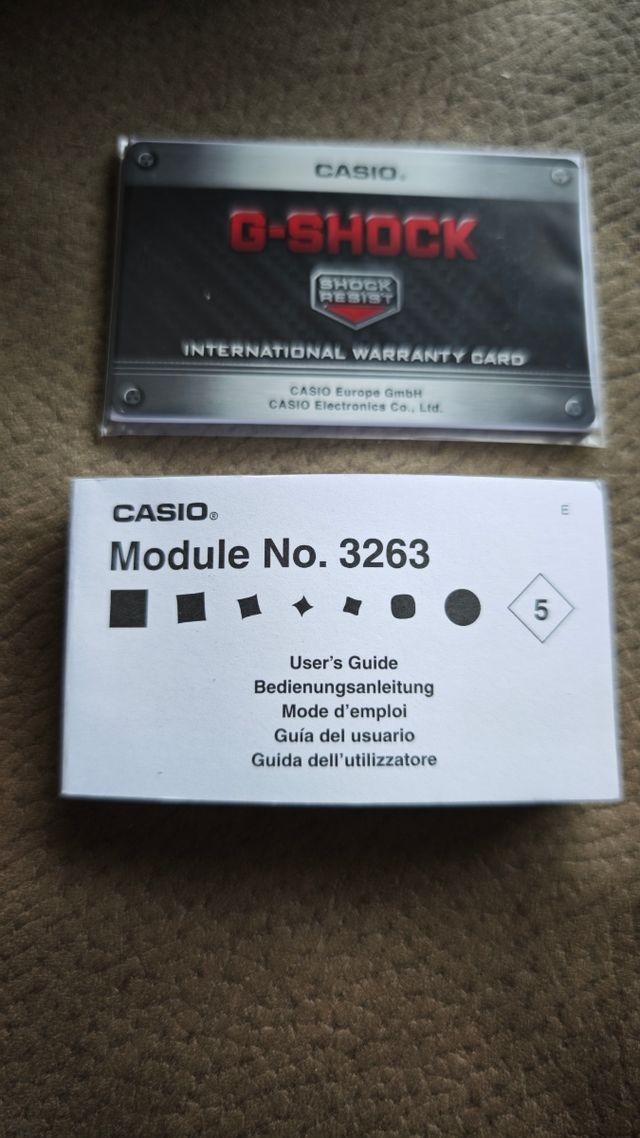 CASIO®
G-SHOCK
SHOCK
RESIST
INTERNATIONAL WARRANTY CARD
CASIO Europe GmbH
CASIO Electronics Co., Ltd.
CASIO®
E
Module No. 3263
5
User's Guide
Bedienungsanleitung
Mode d'emploi
Guía del usuario
Guida dell'utilizzatore